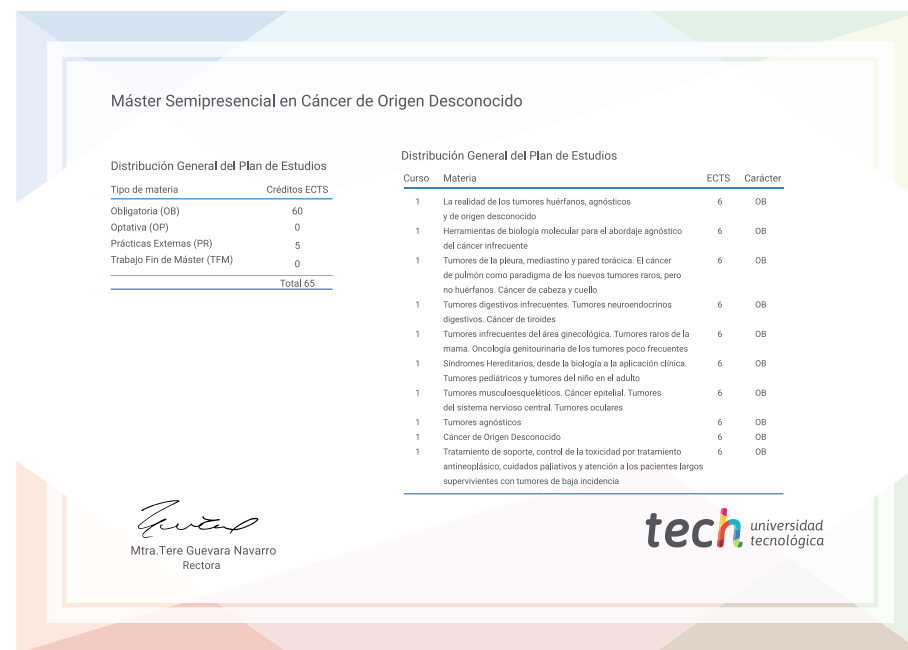 Máster Semipresencial en Cáncer de Origen Desconocido
Distribución General del Plan de Estudios
Tipo de materia Créditos ECTS
Obligatoria (OB) 60
Optativa (OP) 0
Prácticas Externas (PR) 5
Trabajo Fin de Máster (TFM) 0
Total 65
Distribución General del Plan de Estudios
Curso Materia ECTS Carácter
1 La realidad de los tumores huérfanos, agnósticos 6 OB
y de origen desconocido
1 Herramientas de biología molecular para el abordaje agnóstico 6 OB
del cáncer infrecuente
1 Tumores de la pleura, mediastino y pared torácica. El cáncer 6 OB
de pulmón como paradigma de los nuevos tumores raros, pero
no huérfanos. Cáncer de cabeza y cuello
1 Tumores digestivos infrecuentes. Tumores neuroendocrinos 6 OB
digestivos. Cáncer de tiroides
1 Tumores infrecuentes del área ginecológica. Tumores raros de la 6 OB
mama. Oncología genitourinaria de los tumores poco frecuentes
1 Síndromes Hereditarios, desde la biología a la aplicación clínica. 6 OB
Tumores pediátricos y tumores del niño en el adulto
1 Tumores musculoesqueléticos. Cáncer epitelial. Tumores 6 OB
del sistema nervioso central. Tumores oculares
1 Tumores agnósticos 6 OB
1 Cáncer de Origen Desconocido 6 OB
1 Tratamiento de soporte, control de la toxicidad por tratamiento 6 OB
antineoplásico, cuidados paliativos y atención a los pacientes largos
supervivientes con tumores de baja incidencia
Mtra.Tere Guevara Navarro
Rectora
tech universidad
tecnológica